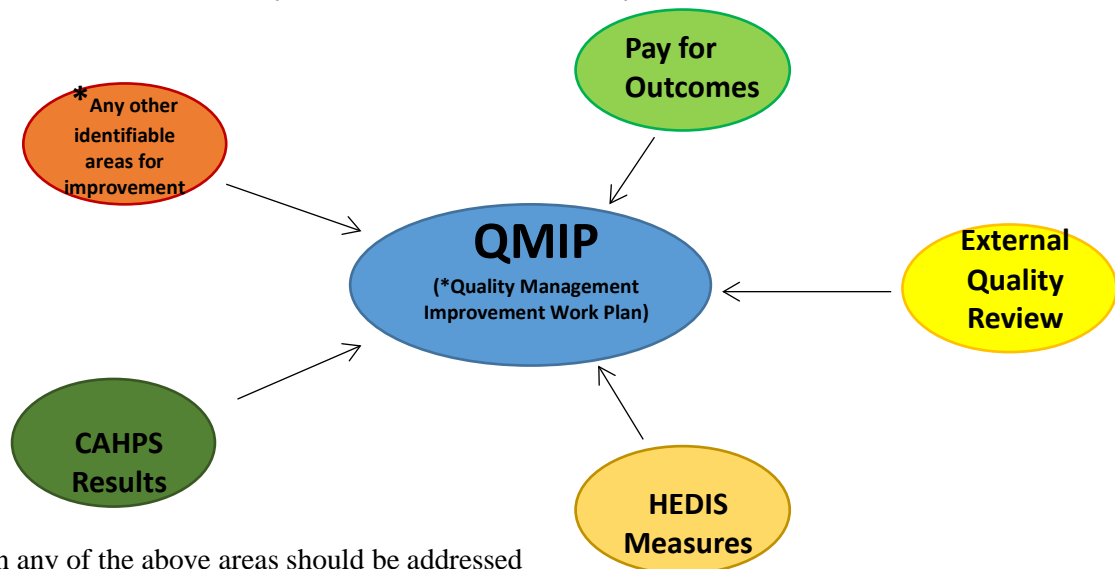 Pay for
Outcomes
*Any other
identifiable
areas for
improvement
QMIP
(*Quality Management
Improvement Work Plan)
External
Quality
Review
CAHPS
Results
HEDIS
Measures
any of the above areas should be addressed